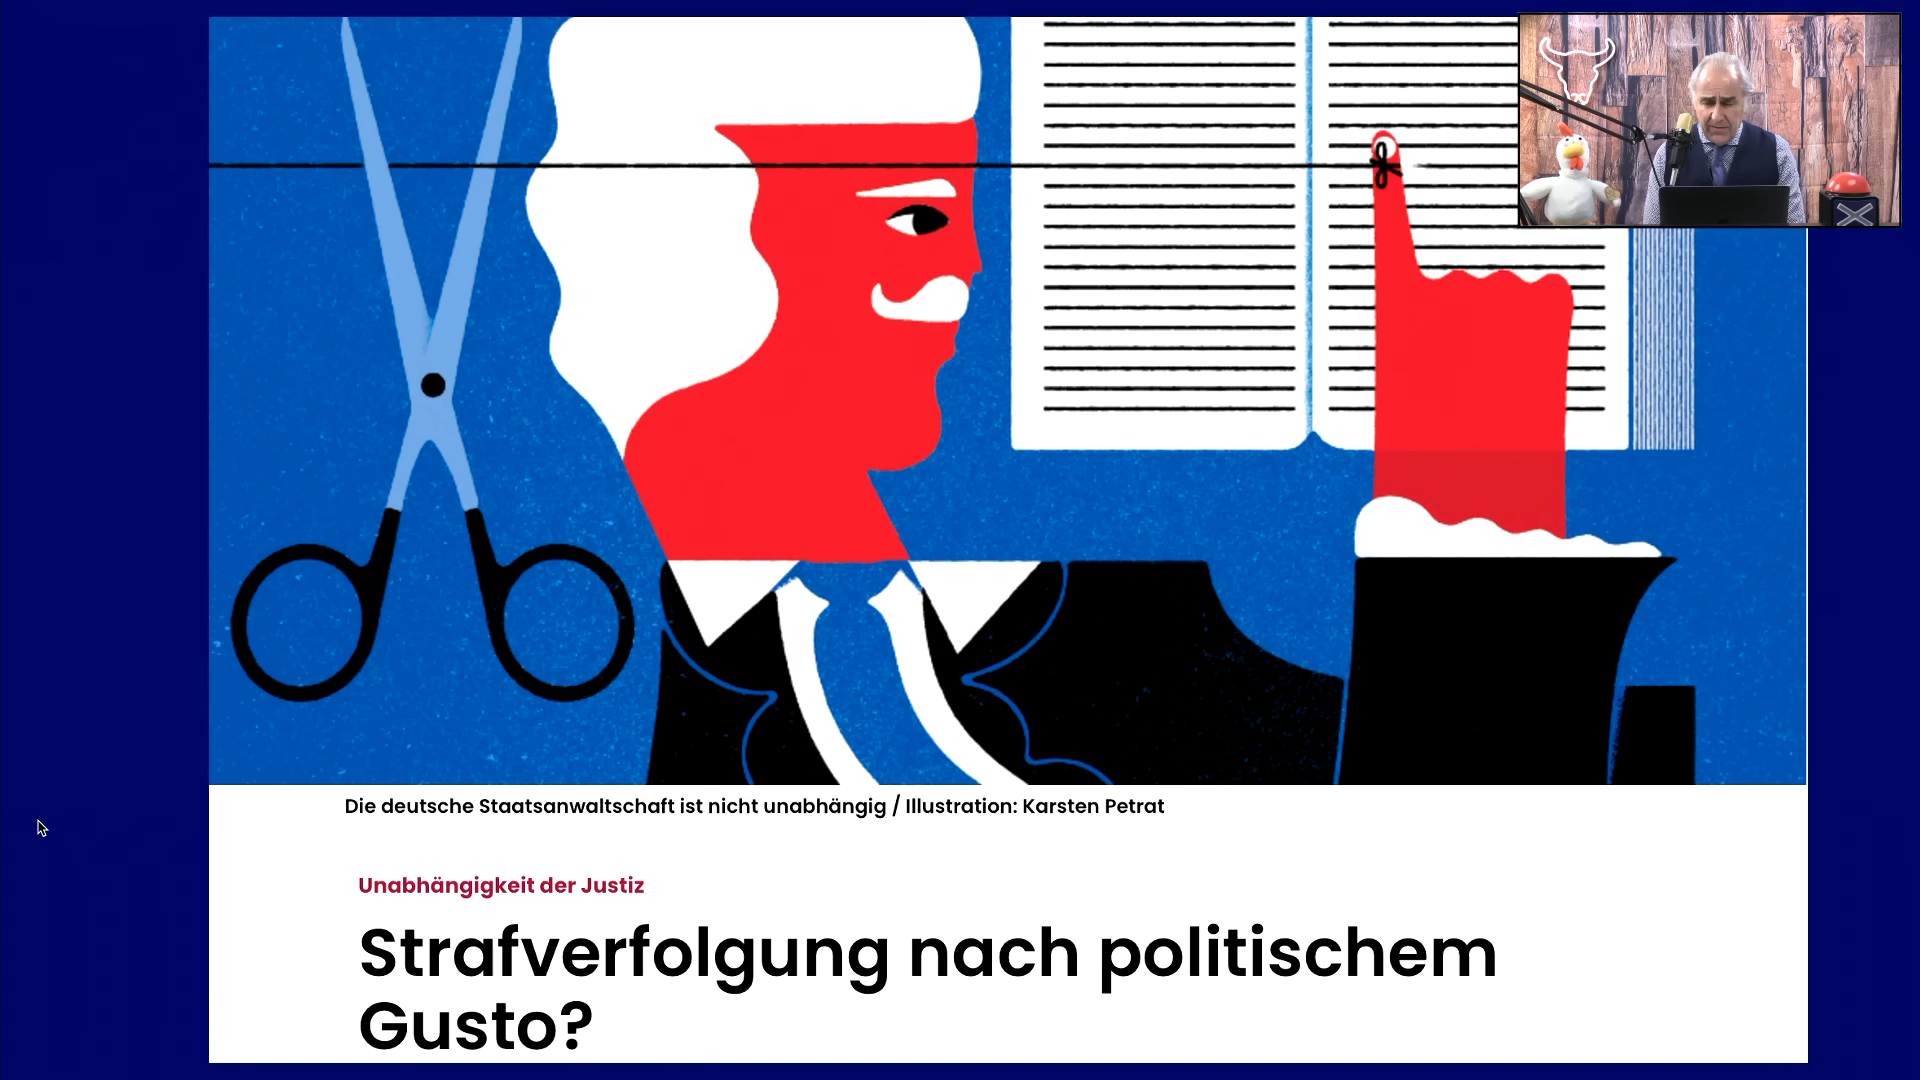 Die deutsche Staatsanwaltschaft ist nicht unabhängig / Illustration: Karsten Petrat
Unabhängigkeit der Justiz
Strafverfolgung nach politischem
Gusto?